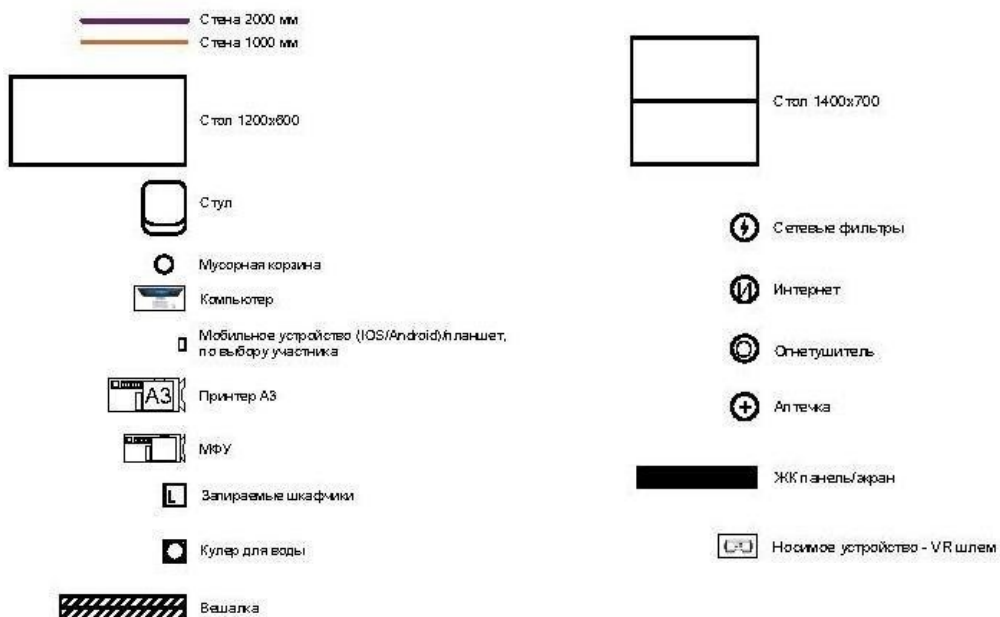 Стена 2000 мм
Стена 1000 мм
Стол 1200х600
Стул
Мусорная корзина
Компьютер
Мобильное устройство (IOS/Android)/планшет,
по выбору участника
А3
Принтер А3
МФУ
L
Запираемые шкафчики
Кулер для воды
Вешалка
Стол 1400х700
Сетевые фильтры
И
Интернет
Огнетушитель
Аптечка
ЖК панель/экран
Носимое устройство - VR шлем